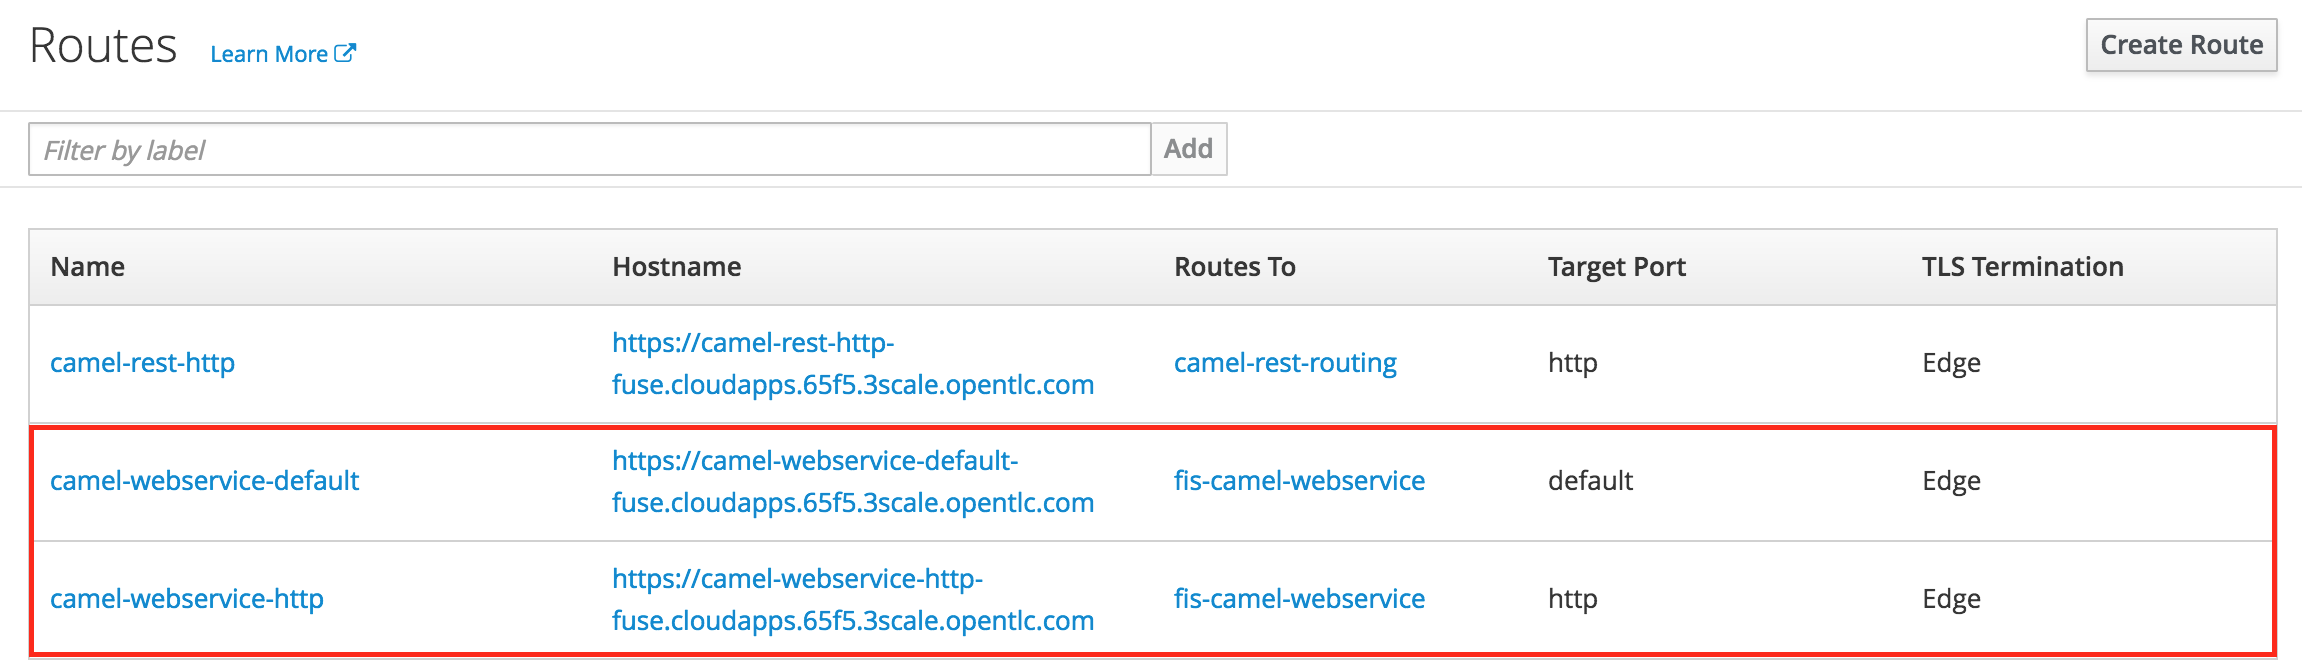 Routes Learn More
Create Route
Filter by label Add
Name Hostname Routes To Target Port TLS Termination
camel-rest-http https://camel-rest-http-
fuse.cloudapps.65f5.3scale.opentlc.com camel-rest-routing http Edge
camel-webservice-default https://camel-webservice-default-
fuse.cloudapps.65f5.3scale.opentlc.com fis-camel-webservice default Edge
camel-webservice-http https://camel-webservice-http-
fuse.cloudapps.65f5.3scale.opentlc.com fis-camel-webservice http Edge